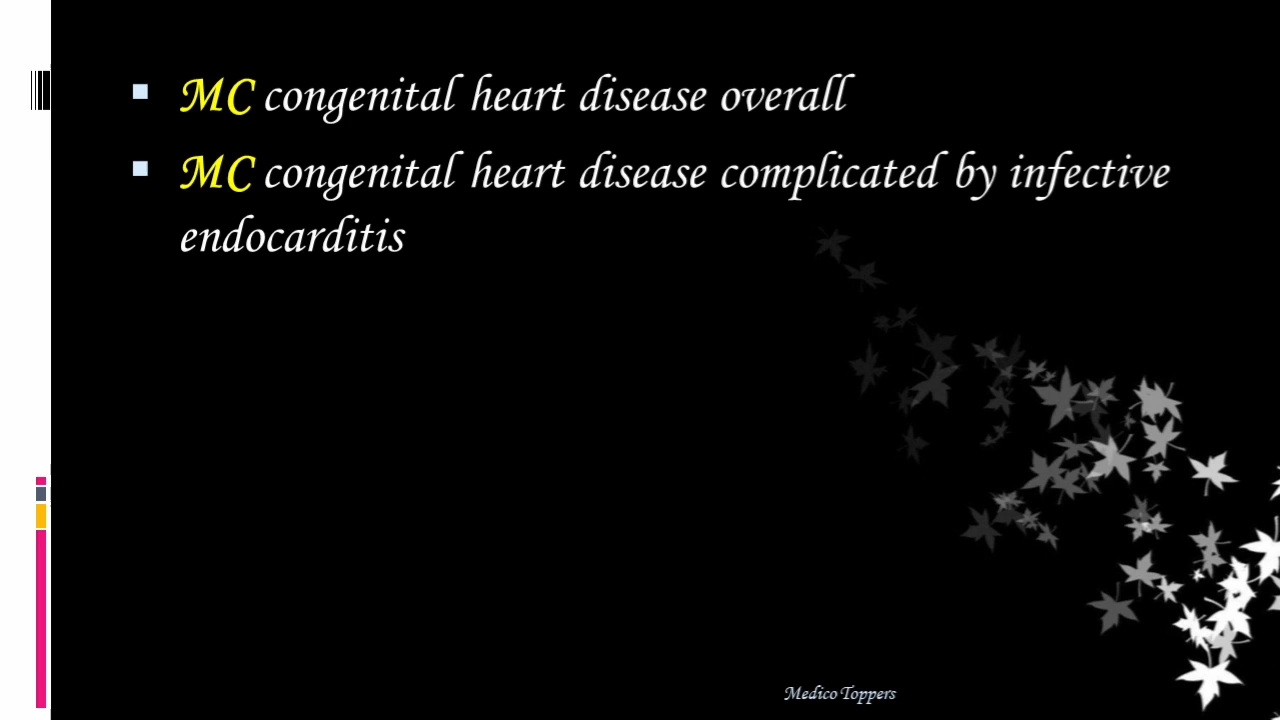 MC congenital heart disease overall
MC congenital heart disease complicated by infective
endocarditis
Medico Toppers